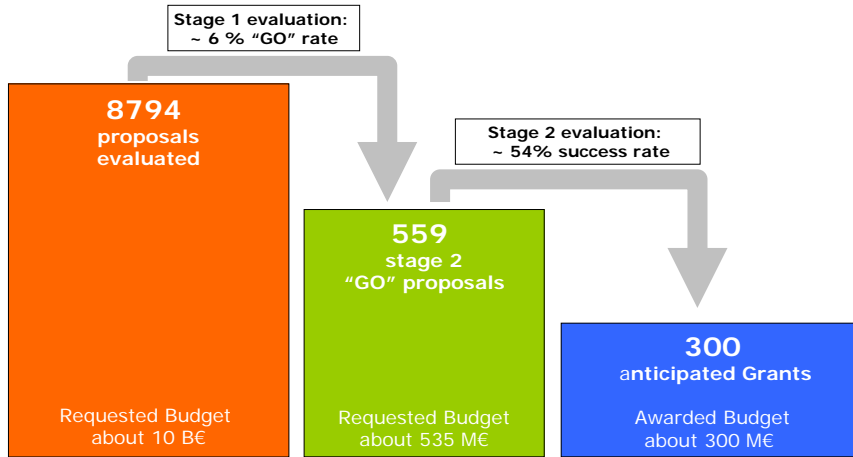 Stage 1 evaluation:
~ 6 % “GO” rate
8794
proposals
evaluated
Requested Budget
about 10 B€
Stage 2 evaluation:
~ 54% success rate
559
stage 2
“GO” proposals
Requested Budget
about 535 M€
300
anticipated Grants
Awarded Budget
about 300 M€